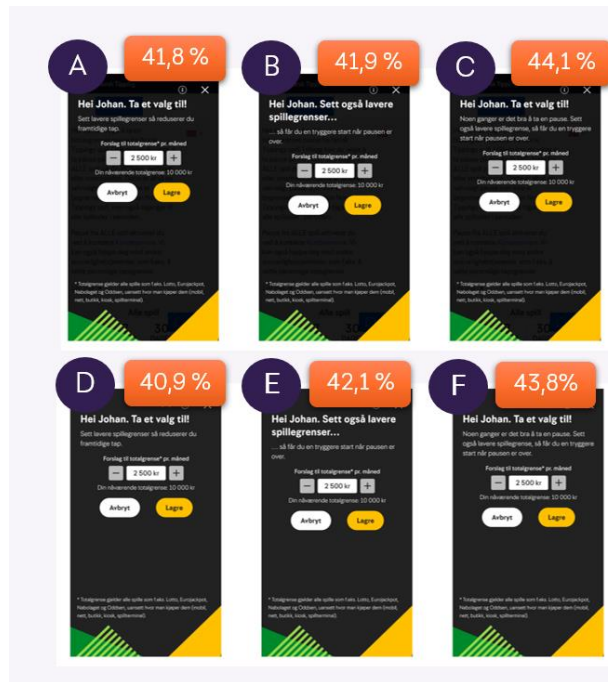 A
41,8 %
B
41,9 %
C
44,1 %
Hei Johan. Ta et valg til!
Sett lavere spillegrenser så reduserer du
framtidige tap.
Forslag til totalgrense* pr. måned
2 500 kr
Din nåværende totalgrense: 10 000 kr
Avbryt
Lagre
* Totalgrense gjelder alle spille som f.eks. Lotto, Eurojackpot,
Nabolaget og Oddsen, uansett hvor man kjøper dem (mobil,
nett, butikk, kiosk, spilleterminal).
Hei Johan. Sett også lavere
spillegrenser...
.... så får du en tryggere start når pausen er
over.
Forslag til totalgrense* pr. måned
2 500 kr
Din nåværende totalgrense: 10 000 kr
Avbryt
Lagre
* Totalgrense gjelder alle spille som f.eks. Lotto, Eurojackpot,
Nabolaget og Oddsen, uansett hvor man kjøper dem (mobil,
nett, butikk, kiosk, spilleterminal).
Hei Johan. Ta et valg til!
Noen ganger er det bra å ta en pause. Sett
også lavere spillegrense, så får du en tryggere
start når pausen er over.
Forslag til totalgrense* pr. måned
2 500 kr
Din nåværende totalgrense: 10 000 kr
Avbryt
Lagre
* Totalgrense gjelder alle spille som f.eks. Lotto, Eurojackpot,
Nabolaget og Oddsen, uansett hvor man kjøper dem (mobil,
nett, butikk, kiosk, spilleterminal).
D
40,9 %
E
42,1 %
F
43,8%
Hei Johan. Ta et valg til!
Sett lavere spillegrenser så reduserer du
framtidige tap.
Forslag til totalgrense* pr. måned
2 500 kr
Din nåværende totalgrense: 10 000 kr
Avbryt
Lagre
* Totalgrense gjelder alle spille som f.eks. Lotto, Eurojackpot,
Nabolaget og Oddsen, uansett hvor man kjøper dem (mobil,
nett, butikk, kiosk, spilleterminal).
Hei Johan. Sett også lavere
spillegrenser...
.... så får du en tryggere start når pausen er
over.
Forslag til totalgrense* pr. måned
2 500 kr
Din nåværende totalgrense: 10 000 kr
Avbryt
Lagre
* Totalgrense gjelder alle spille som f.eks. Lotto, Eurojackpot,
Nabolaget og Oddsen, uansett hvor man kjøper dem (mobil,
nett, butikk, kiosk, spilleterminal).
Hei Johan. Ta et valg til!
Noen ganger er det bra å ta en pause. Sett
også lavere spillegrense, så får du en tryggere
start når pausen er over.
Forslag til totalgrense* pr. måned
2 500 kr
Din nåværende totalgrense: 10 000 kr
Avbryt
Lagre
* Totalgrense gjelder alle spille som f.eks. Lotto, Eurojackpot,
Nabolaget og Oddsen, uansett hvor man kjøper dem (mobil,
nett, butikk, kiosk, spilleterminal).